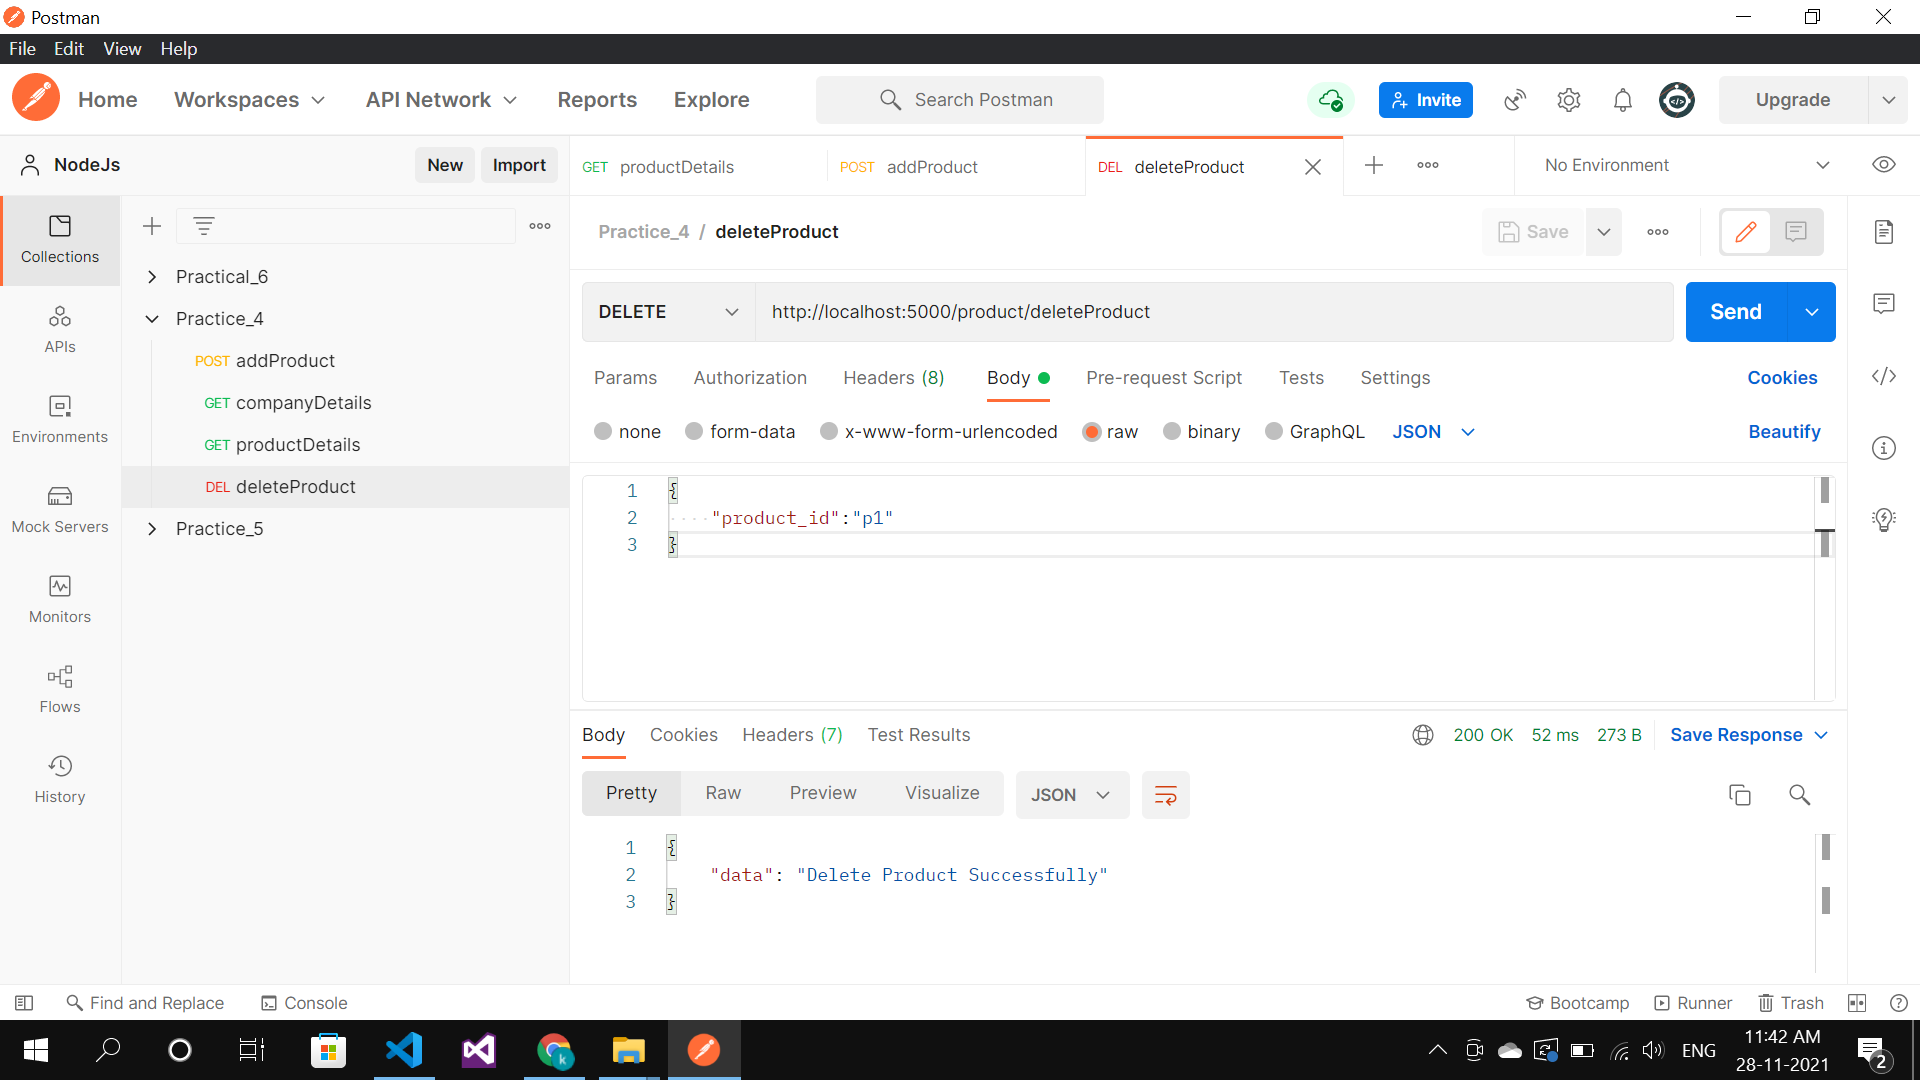 Postman
File Edit View Help
Home Workspaces API Network Reports Explore Search Postman Invite Upgrade
NodeJs New Import GET productDetails POST addProduct DEL deleteProduct No Environment
Practice_4 / deleteProduct Save
Collections
Practical_6
Practice_4
POST addProduct
GET companyDetails
GET productDetails
DEL deleteProduct
Practice_5
APIs
Environments
Mock Servers
Monitors
Flows
History
DELETE http://localhost:5000/product/deleteProduct Send
Params Authorization Headers (8) Body Pre-request Script Tests Settings Cookies
none form-data x-www-form-urlencoded raw binary GraphQL JSON Beautify
1 {
2 "product_id":"p1"
3 }
Body Cookies Headers (7) Test Results 200 OK 52 ms 273 B Save Response
Pretty Raw Preview Visualize JSON
1 {
2 "data": "Delete Product Successfully"
3 }
Find and Replace Console Bootcamp Runner Trash
k ENG 11:42 AM 2
28-11-2021